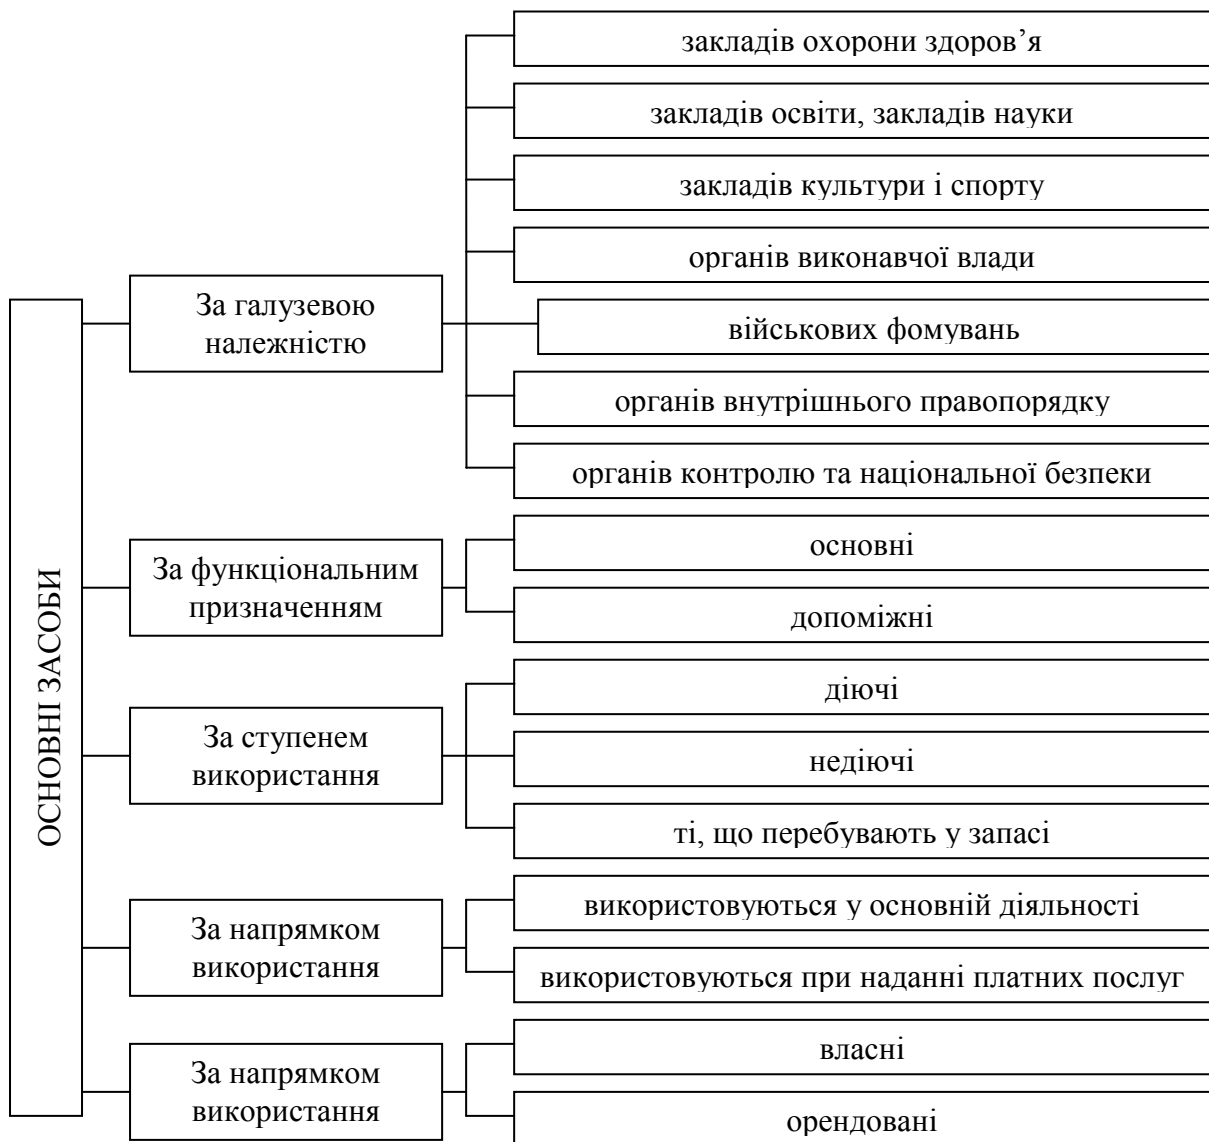 ОСНОВНІ ЗАСОБИ
За галузевою
належністю
закладів охорони здоров’я
закладів освіти, закладів науки
закладів культури і спорту
органів виконавчої влади
військових фомувань
органів внутрішнього правопорядку
органів контролю та національної безпеки
За функціональним
призначенням
основні
допоміжні
За ступенем
використання
діючі
недіючі
ті, що перебувають у запасі
За напрямком
використання
використовуються у основній діяльності
використовуються при наданні платних послуг
За напрямком
використання
власні
орендовані